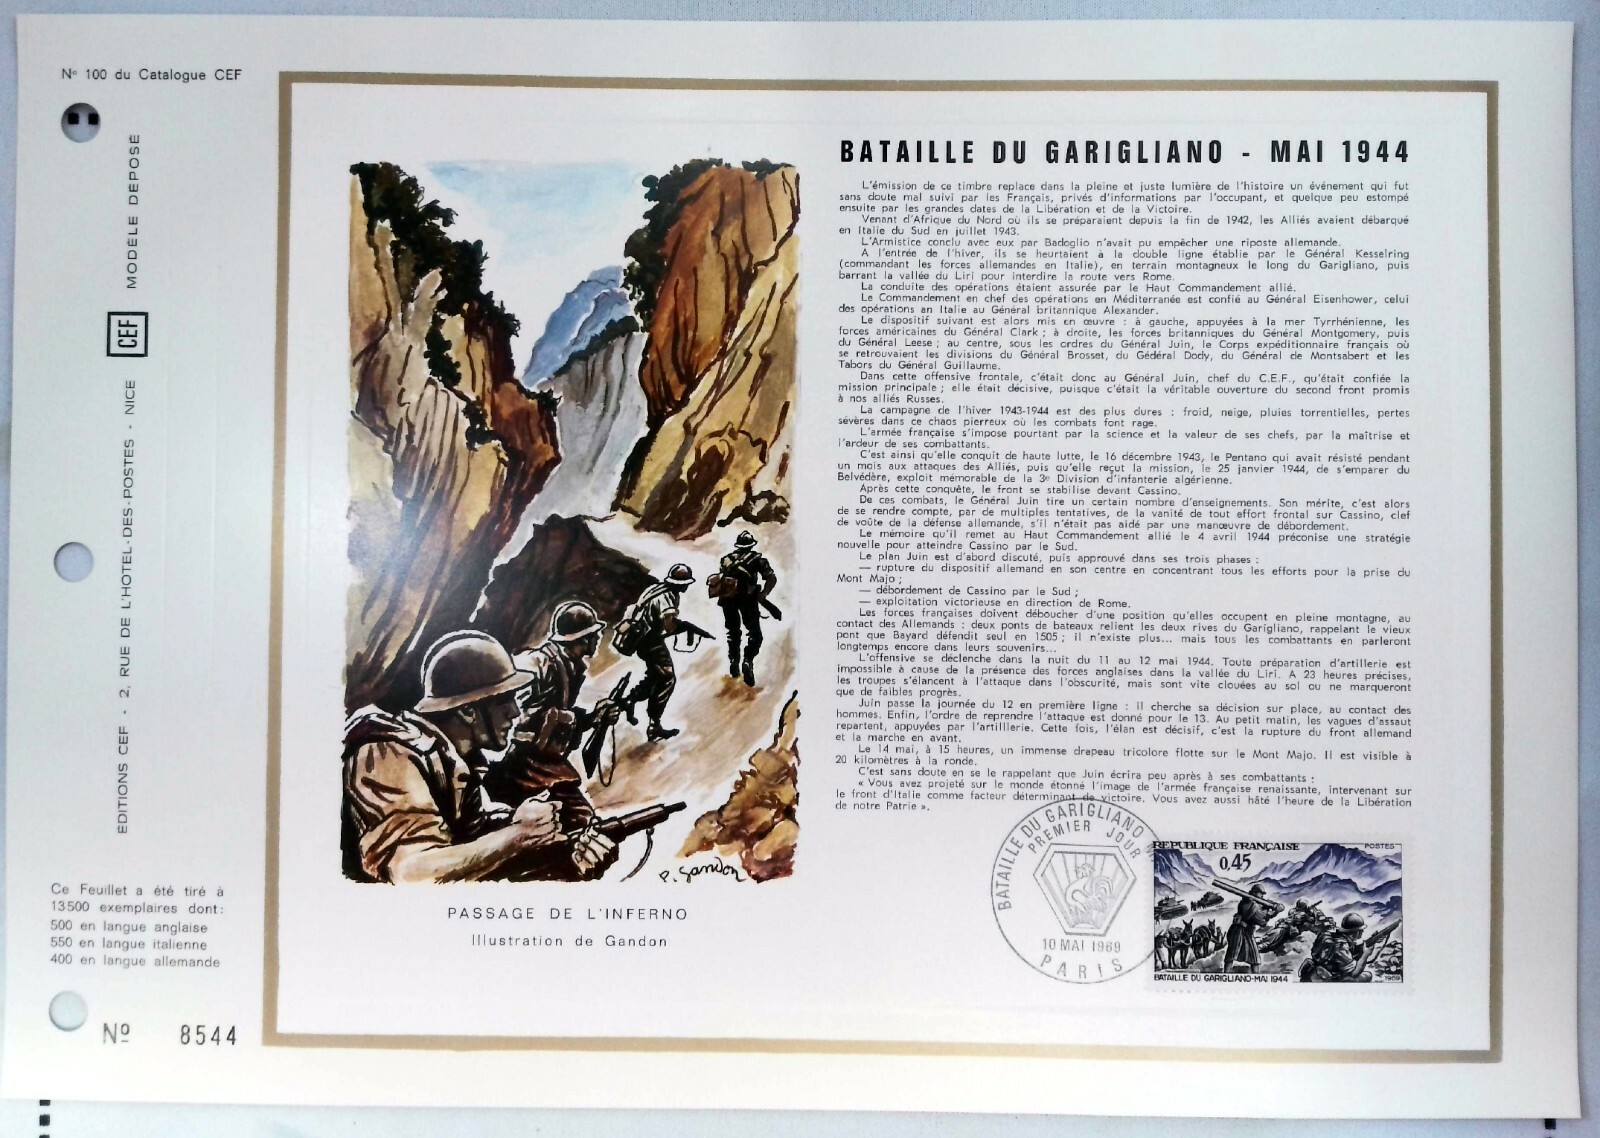 Nº 100 du Catalogue CEF
MODÈLE DÉPOSÉ
CEF
EDITIONS CEF - 2, RUE DE L'HOTEL-DES-POSTES - NICE
Ce Feuillet a été tiré à
13500 exemplaires dont:
500 en langue anglaise
550 en langue italienne
400 en langue allemande
Nº 8544
P. Gandon
PASSAGE DE L'INFERNO
Illustration de Gandon
BATAILLE DU GARIGLIANO - MAI 1944
L'émission de ce timbre replace dans la pleine et juste lumière de l'histoire un événement qui fut
sans doute mal suivi par les Français, privés d'informations par l'occupant, et quelque peu estompé
ensuite par les grandes dates de la Libération et de la Victoire.
Venant d'Afrique du Nord où ils se préparaient depuis la fin de 1942, les Alliés avaient débarqué
en Italie du Sud en juillet 1943.
L'Armistice conclu avec eux par Badoglio n'avait pu empêcher une riposte allemande.
A l'entrée de l'hiver, ils se heurtaient à la double ligne établie par le Général Kesselring
(commandant les forces allemandes en Italie), en terrain montagneux le long du Garigliano, puis
barrant la vallée du Liri pour interdire la route vers Rome.
La conduite des opérations étaient assurée par le Haut Commandement allié.
Le Commandement en chef des opérations en Méditerranée est confié au Général Eisenhower, celui
des opérations an Italie au Général britannique Alexander.
Le dispositif suivant est alors mis en œuvre : à gauche, appuyées à la mer Tyrrhénienne, les
forces américaines du Général Clark ; à droite, les forces britanniques du Général Montgomery, puis
du Général Leese ; au centre, sous les ordres du Général Juin, le Corps expéditionnaire français où
se retrouvaient les divisions du Général Brosset, du Gédéral Dody, du Général de Montsabert et les
Tabors du Général Guillaume.
Dans cette offensive frontale, c'était donc au Général Juin, chef du C.E.F., qu'était confiée la
mission principale ; elle était décisive, puisque c'était la véritable ouverture du second front promis
à nos alliés Russes.
La campagne de l'hiver 1943-1944 est des plus dures : froid, neige, pluies torrentielles, pertes
sévères dans ce chaos pierreux où les combats font rage.
L'armée française s'impose pourtant par la science et la valeur de ses chefs, par la maîtrise et
l'ardeur de ses combattants.
C'est ainsi qu'elle conquit de haute lutte, le 16 décembre 1943, le Pentano qui avait résisté pendant
un mois aux attaques des Alliés, puis qu'elle reçut la mission, le 25 janvier 1944, de s'emparer du
Belvédère, exploit mémorable de la 3e Division d'infanterie algérienne.
Après cette conquête, le front se stabilise devant Cassino.
De ces combats, le Général Juin tire un certain nombre d'enseignements. Son mérite, c'est alors
de se rendre compte, par de multiples tentatives, de la vanité de tout effort frontal sur Cassino, clef
de voûte de la défense allemande, s'il n'était pas aidé par une manœuvre de débordement.
Le mémoire qu'il remet au Haut Commandement allié le 4 avril 1944 préconise une stratégie
nouvelle pour atteindre Cassino par le Sud.
Le plan Juin est d'abord discuté, puis approuvé dans ses trois phases :
— rupture du dispositif allemand en son centre en concentrant tous les efforts pour la prise du
Mont Majo ;
— débordement de Cassino par le Sud ;
— exploitation victorieuse en direction de Rome.
Les forces françaises doivent déboucher d'une position qu'elles occupent en pleine montagne, au
contact des Allemands : deux ponts de bateaux relient les deux rives du Garigliano, rappelant le vieux
pont que Bayard défendit seul en 1505 ; il n'existe plus... mais tous les combattants en parleront
longtemps encore dans leurs souvenirs...
L'offensive se déclenche dans la nuit du 11 au 12 mai 1944. Toute préparation d'artillerie est
impossible à cause de la présence des forces anglaises dans la vallée du Liri. A 23 heures précises,
les troupes s'élancent à l'attaque dans l'obscurité, mais sont vite clouées au sol ou ne marqueront
que de faibles progrès.
Juin passe la journée du 12 en première ligne : il cherche sa décision sur place, au contact des
hommes. Enfin, l'ordre de reprendre l'attaque est donné pour le 13. Au petit matin, les vagues d'assaut
repartent, appuyées par l'artilllerie. Cette fois, l'élan est décisif, c'est la rupture du front allemand
et la marche en avant.
Le 14 mai, à 15 heures, un immense drapeau tricolore flotte sur le Mont Majo. Il est visible à
20 kilomètres à la ronde.
C'est sans doute en se le rappelant que Juin écrira peu après à ses combattants :
« Vous avez projeté sur le monde étonné l'image de l'armée française renaissante, intervenant sur
le front d'Italie comme facteur déterminant de victoire. Vous avez aussi hâté l'heure de la Libération
de notre Patrie ».
BATAILLE DU GARIGLIANO
PREMIER JOUR
10 MAI 1969
PARIS
REPUBLIQUE FRANÇAISE
POSTES
0,45
BATAILLE DU GARIGLIANO-MAI 1944
1969